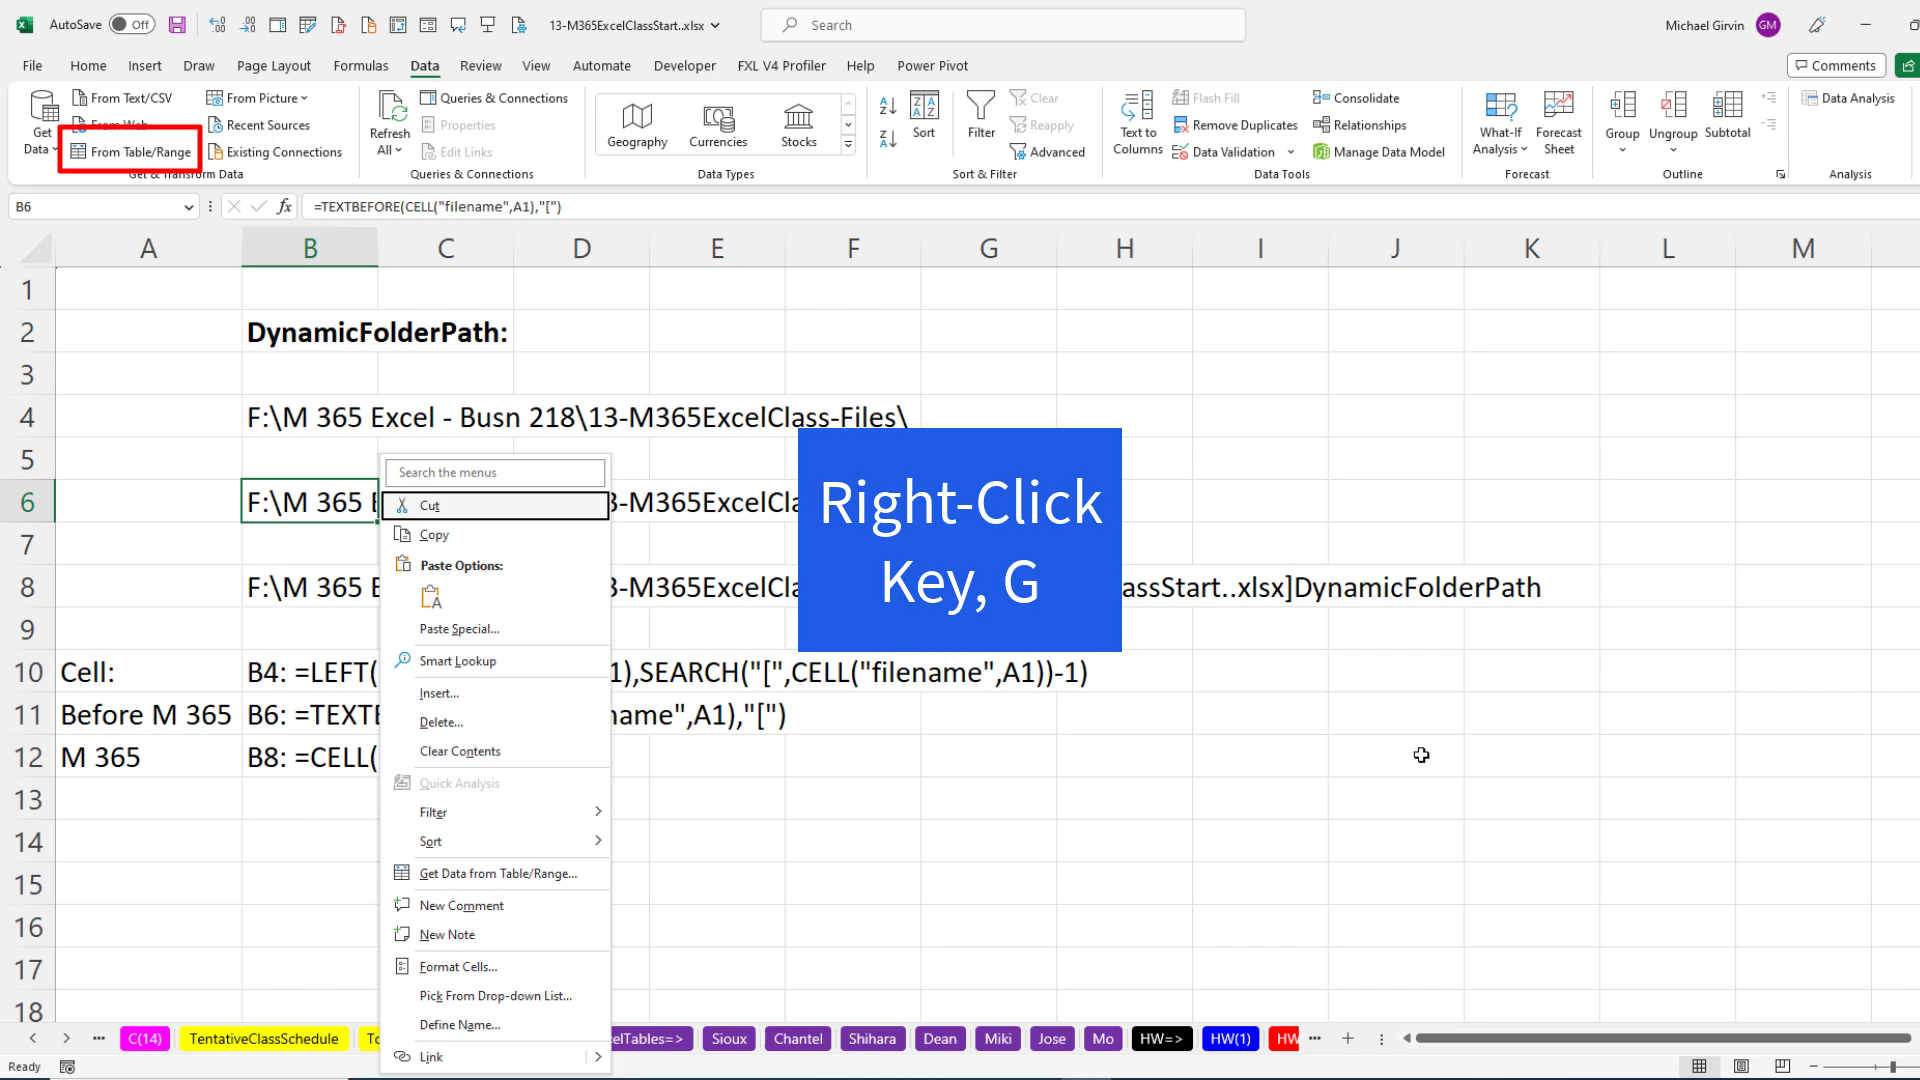 AutoSave Off 13-M365ExcelClassStart..xlsx Search Michael Girvin GM
File Home Insert Draw Page Layout Formulas Data Review View Automate Developer FXL V4 Profiler Help Power Pivot Comments
Get Data
From Text/CSV
From Web
From Table/Range
From Picture
Recent Sources
Existing Connections
Get & Transform Data
Refresh All
Queries & Connections
Properties
Edit Links
Queries & Connections
Geography
Currencies
Stocks
Data Types
Sort
Filter
Clear
Reapply
Advanced
Sort & Filter
Text to Columns
Flash Fill
Remove Duplicates
Data Validation
Consolidate
Relationships
Manage Data Model
Data Tools
What-If Analysis
Forecast Sheet
Forecast
Group
Ungroup
Subtotal
Outline
Data Analysis
Analysis
B6 fx =TEXTBEFORE(CELL("filename",A1),"[")
A B C D E F G H I J K L M
1
2 DynamicFolderPath:
3
4 F:\M 365 Excel - Busn 218\13-M365ExcelClass-Files\
5
6 F:\M 365 3-M365ExcelCla
7
8 F:\M 365 3-M365ExcelCla assStart..xlsx]DynamicFolderPath
9
10 Cell: B4: =LEFT( 1),SEARCH("[",CELL("filename",A1))-1)
11 Before M 365 B6: =TEXTB name",A1),"[")
12 M 365 B8: =CELL(
13
14
15
16
17
18
Search the menus
Cut
Copy
Paste Options:
Paste Special...
Smart Lookup
Insert...
Delete...
Clear Contents
Quick Analysis
Filter
Sort
Get Data from Table/Range...
New Comment
New Note
Format Cells...
Pick From Drop-down List...
Define Name...
Link
Right-Click
Key, G
C(14) TentativeClassSchedule To elTables=> Sioux Chantel Shihara Dean Miki Jose Mo HW=> HW(1) HW
Ready